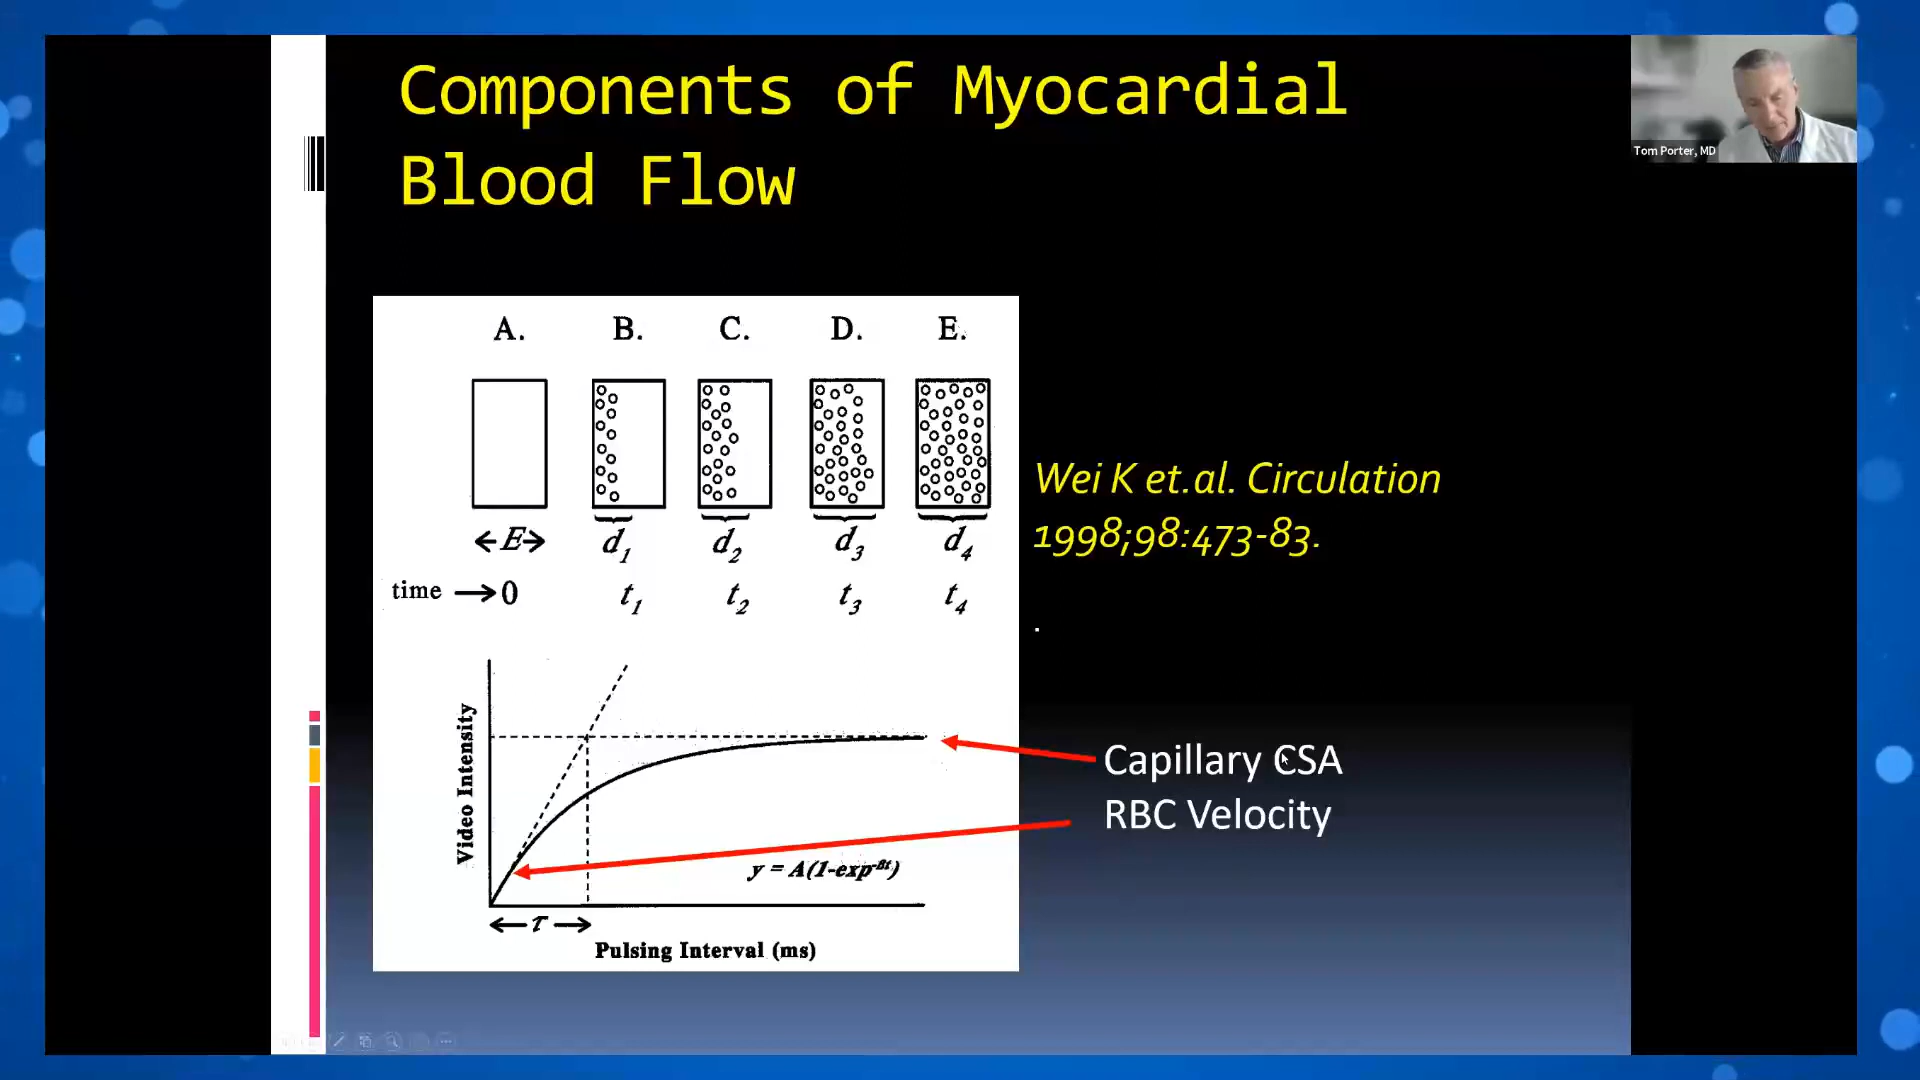 Components of Myocardial
Blood Flow
Tom Porter, MD
A. B. C. D. E.
E d1 d2 d3 d4
time → 0 t1 t2 t3 t4
Wei K et.al. Circulation
1998;98:473-83.
.
Video Intensity
Capillary CSA
RBC Velocity
y = A(1-exp-βt)
τ
Pulsing Interval (ms)